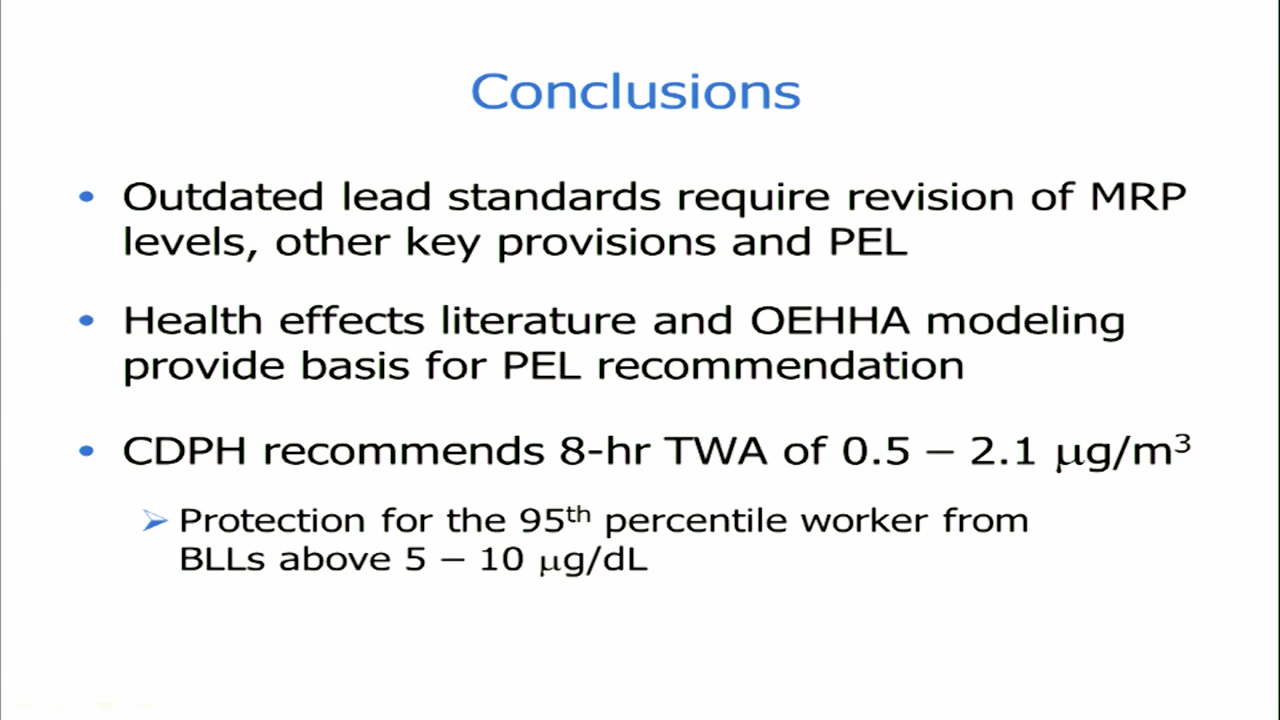 Conclusions
• Outdated lead standards require revision of MRP
levels, other key provisions and PEL
• Health effects literature and OEHHA modeling
provide basis for PEL recommendation
• CDPH recommends 8-hr TWA of 0.5 – 2.1 μg/m³
➢ Protection for the 95th percentile worker from
BLLs above 5 – 10 μg/dL